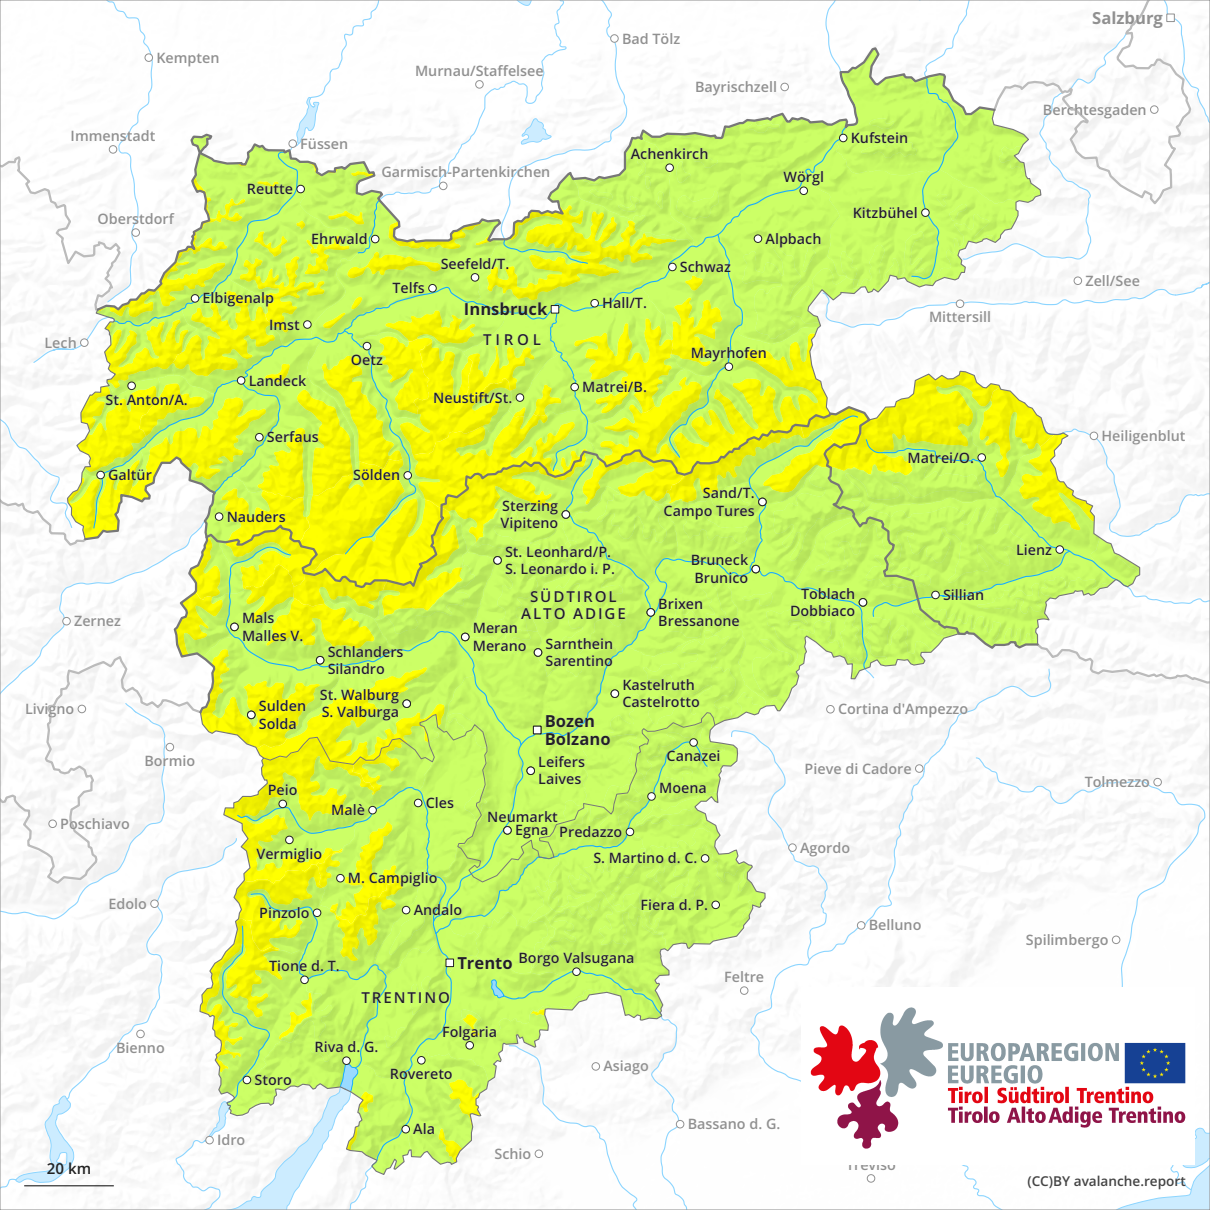 Salzburg
Bad Tölz
Kempten
Murnau/Staffelsee
Bayrischzell
Berchtesgaden
Immenstadt
Füssen
Kufstein
Achenkirch
Garmisch-Partenkirchen
Wörgl
Reutte
Oberstdorf
Kitzbühel
Ehrwald
Alpbach
Seefeld/T.
Schwaz
Zell/See
Telfs
Elbigenalp
Hall/T.
Innsbruck
Mittersill
Imst
TIROL
Lech
Oetz
Mayrhofen
Landeck
Matrei/B.
St. Anton/A.
Neustift/St.
Serfaus
Heiligenblut
Matrei/O.
Galtür
Sölden
Sand/T.
Campo Tures
Sterzing
Vipiteno
Nauders
Lienz
St. Leonhard/P.
S. Leonardo i. P.
Bruneck
Brunico
SÜDTIROL
ALTO ADIGE
Toblach
Dobbiaco
Sillian
Brixen
Bressanone
Zernez
Mals
Malles V.
Meran
Merano
Sarnthein
Sarentino
Schlanders
Silandro
Kastelruth
Castelrotto
St. Walburg
S. Valburga
Livigno
Sulden
Solda
Cortina d'Ampezzo
Bozen
Bolzano
Canazei
Bormio
Leifers
Laives
Pieve di Cadore
Tolmezzo
Peio
Moena
Malè
Cles
Neumarkt
Egna
Predazzo
Poschiavo
Vermiglio
Agordo
S. Martino d. C.
M. Campiglio
Edolo
Pinzolo
Andalo
Fiera d. P.
Belluno
Spilimbergo
Trento
Borgo Valsugana
Tione d. T.
Feltre
TRENTINO
Folgaria
Bienno
Riva d. G.
Asiago
Rovereto
Storo
EUROPAREGION
EUREGIO
Tirol Südtirol Trentino
Tirolo Alto Adige Trentino
Ala
Bassano d. G.
Idro
Schio
Treviso
20 km
(CC)BY avalanche.report